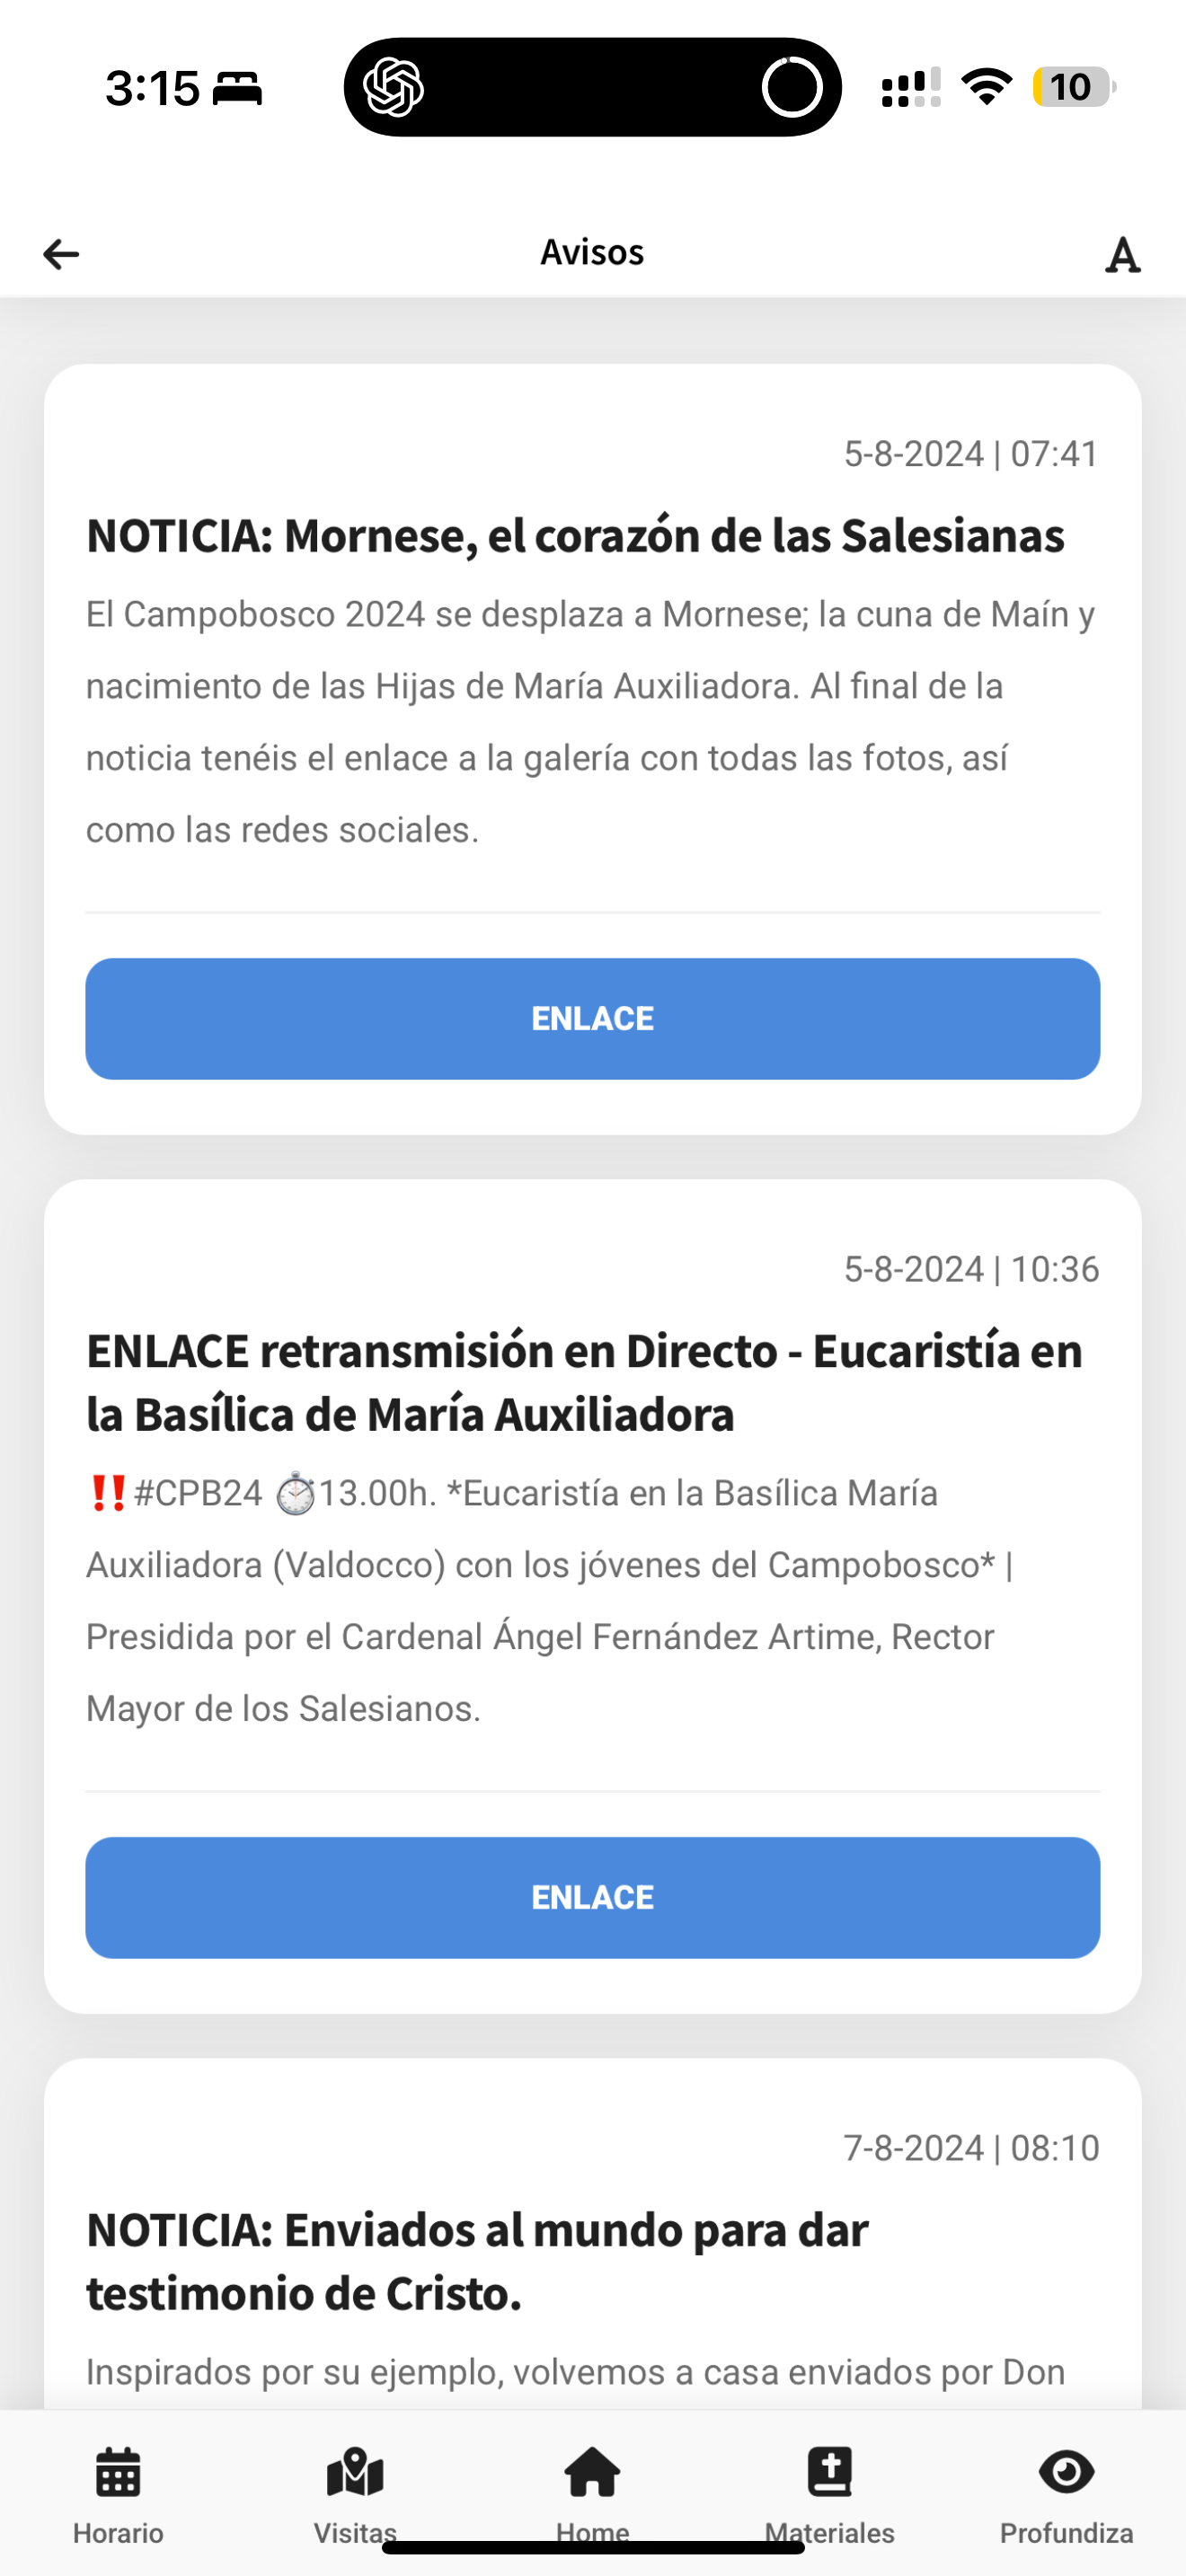 3:15
10
Avisos
A
5-8-2024 | 07:41
NOTICIA: Mornese, el corazón de las Salesianas
El Campobosco 2024 se desplaza a Mornese; la cuna de Maín y
nacimiento de las Hijas de María Auxiliadora. Al final de la
noticia tenéis el enlace a la galería con todas las fotos, así
como las redes sociales.
ENLACE
5-8-2024 | 10:36
ENLACE retransmisión en Directo - Eucaristía en
la Basílica de María Auxiliadora
‼️#CPB24 ⏱️13.00h. *Eucaristía en la Basílica María
Auxiliadora (Valdocco) con los jóvenes del Campobosco* |
Presidida por el Cardenal Ángel Fernández Artime, Rector
Mayor de los Salesianos.
ENLACE
7-8-2024 | 08:10
NOTICIA: Enviados al mundo para dar
testimonio de Cristo.
Inspirados por su ejemplo, volvemos a casa enviados por Don
Horario
Visitas
Home
Materiales
Profundiza